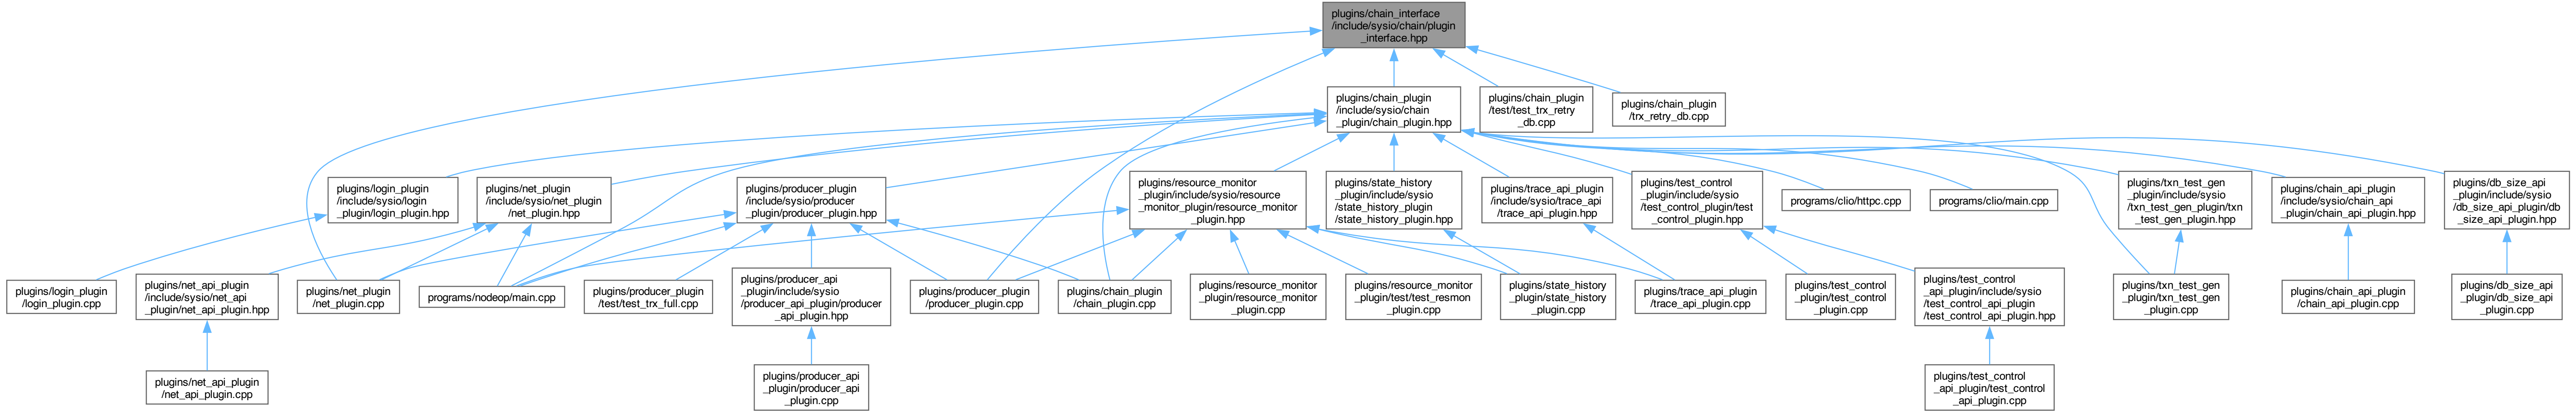 plugins/chain_interface
/include/sysio/chain/plugin
_interface.hpp
plugins/chain_plugin
/include/sysio/chain
_plugin/chain_plugin.hpp
plugins/chain_plugin
/test/test_trx_retry
_db.cpp
plugins/chain_plugin
/trx_retry_db.cpp
plugins/login_plugin
/include/sysio/login
_plugin/login_plugin.hpp
plugins/net_plugin
/include/sysio/net_plugin
/net_plugin.hpp
plugins/producer_plugin
/include/sysio/producer
_plugin/producer_plugin.hpp
plugins/resource_monitor
_plugin/include/sysio/resource
_monitor_plugin/resource_monitor
_plugin.hpp
plugins/state_history
_plugin/include/sysio
/state_history_plugin
/state_history_plugin.hpp
plugins/trace_api_plugin
/include/sysio/trace_api
/trace_api_plugin.hpp
plugins/test_control
_plugin/include/sysio
/test_control_plugin/test
_control_plugin.hpp
programs/clio/httpc.cpp
programs/clio/main.cpp
plugins/txn_test_gen
_plugin/include/sysio
/txn_test_gen_plugin/txn
_test_gen_plugin.hpp
plugins/chain_api_plugin
/include/sysio/chain_api
_plugin/chain_api_plugin.hpp
plugins/db_size_api
_plugin/include/sysio
/db_size_api_plugin/db
_size_api_plugin.hpp
plugins/login_plugin
/login_plugin.cpp
plugins/net_api_plugin
/include/sysio/net_api
_plugin/net_api_plugin.hpp
plugins/net_plugin
/net_plugin.cpp
programs/nodeop/main.cpp
plugins/producer_plugin
/test/test_trx_full.cpp
plugins/producer_api
_plugin/include/sysio
/producer_api_plugin/producer
_api_plugin.hpp
plugins/producer_plugin
/producer_plugin.cpp
plugins/chain_plugin
/chain_plugin.cpp
plugins/resource_monitor
_plugin/resource_monitor
_plugin.cpp
plugins/resource_monitor
_plugin/test/test_resmon
_plugin.cpp
plugins/state_history
_plugin/state_history
_plugin.cpp
plugins/trace_api_plugin
/trace_api_plugin.cpp
plugins/test_control
_plugin/test_control
_plugin.cpp
plugins/test_control
_api_plugin/include/sysio
/test_control_api_plugin
/test_control_api_plugin.hpp
plugins/txn_test_gen
_plugin/txn_test_gen
_plugin.cpp
plugins/chain_api_plugin
/chain_api_plugin.cpp
plugins/db_size_api
_plugin/db_size_api
_plugin.cpp
plugins/net_api_plugin
/net_api_plugin.cpp
plugins/producer_api
_plugin/producer_api
_plugin.cpp
plugins/test_control
_api_plugin/test_control
_api_plugin.cpp